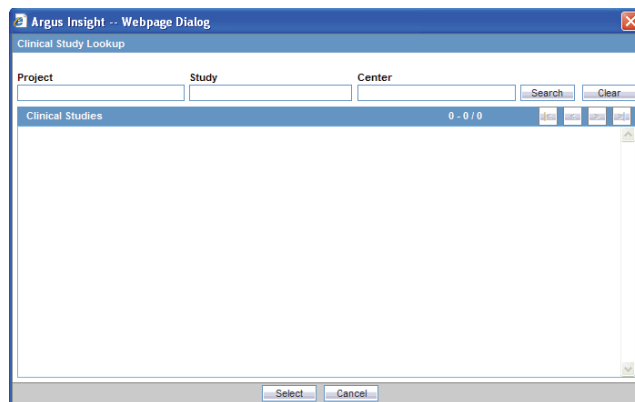 Argus Insight -- Webpage Dialog
Clinical Study Lookup
Project Study Center
Search Clear
Clinical Studies 0 - 0 / 0
Select Cancel